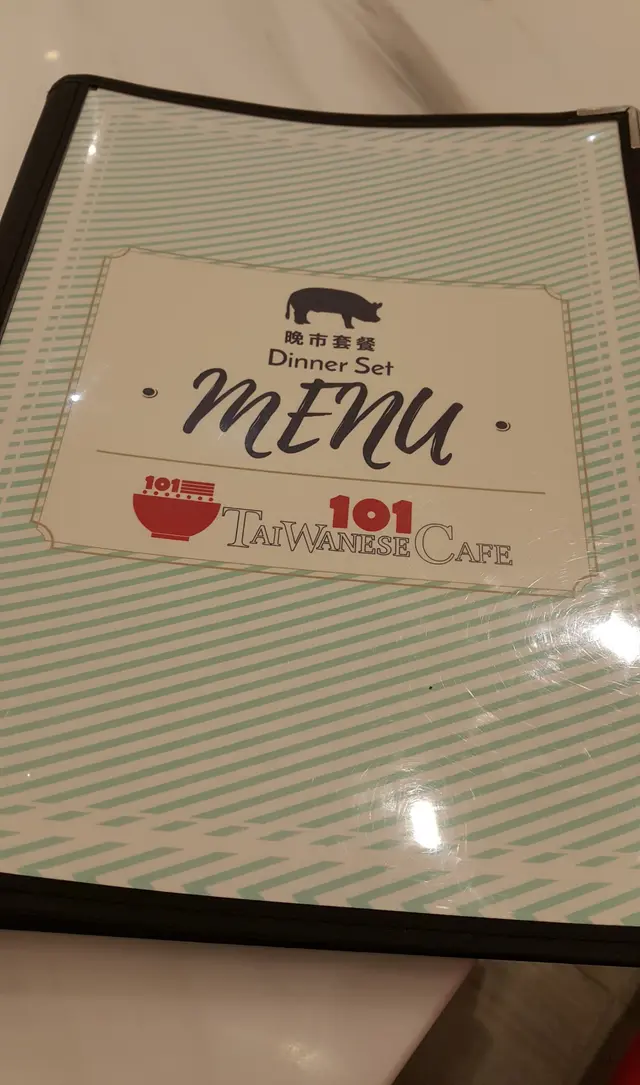 晚市套餐
Dinner Set
MENU
101
101
TAIWANESE CAFE